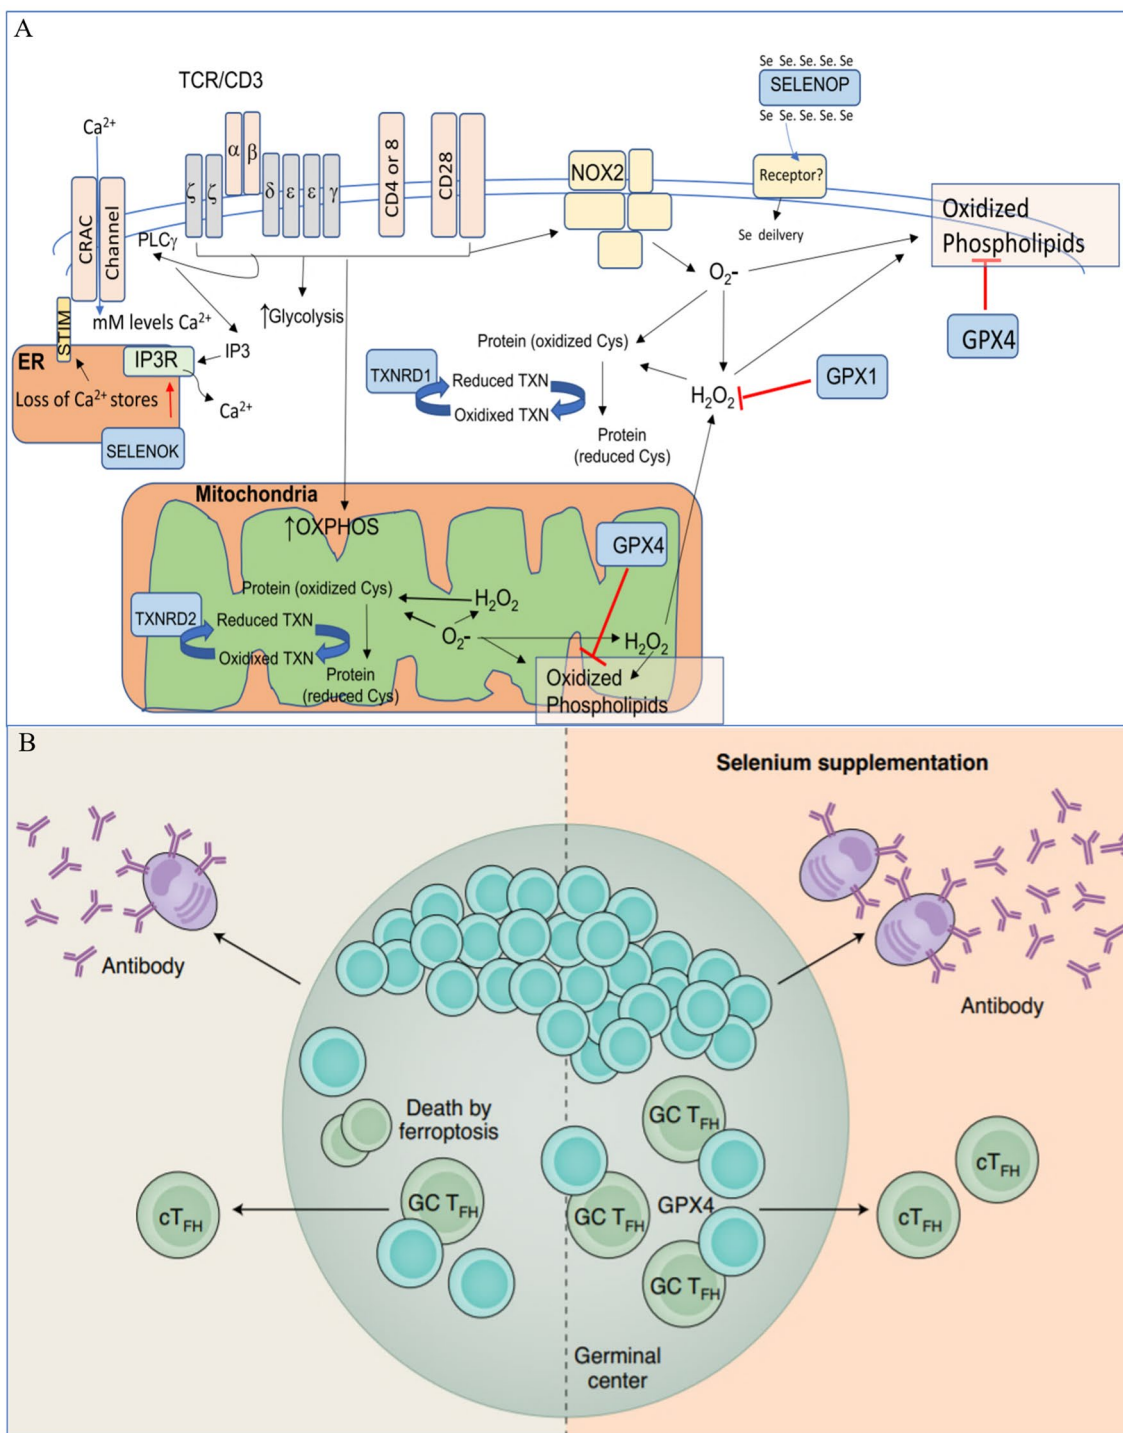 A
TCR/CD3
Se Se. Se. Se. Se
SELENOP
Se Se. Se. Se. Se
Ca2+
CRAC
Channel
ζ
ζ
α
β
δ
ε
ε
γ
CD4 or 8
CD28
NOX2
Receptor?
Se deilvery
Oxidized
Phospholipids
PLCγ
O2-
GPX4
STIM
mM levels Ca2+
↑Glycolysis
IP3
ER
IP3R
Loss of Ca2+ stores
Ca2+
SELENOK
Protein (oxidized Cys)
TXNRD1
Reduced TXN
Oxidixed TXN
Protein
(reduced Cys)
H2O2
GPX1
Mitochondria
↑OXPHOS
GPX4
Protein (oxidized Cys)
H2O2
TXNRD2
Reduced TXN
Oxidixed TXN
O2-
H2O2
Protein
(reduced Cys)
Oxidized
Phospholipids
B
Selenium supplementation
Antibody
Antibody
Death by
ferroptosis
GC TFH
cTFH
GC TFH
cTFH
GC TFH
GPX4
cTFH
GC TFH
Germinal
center